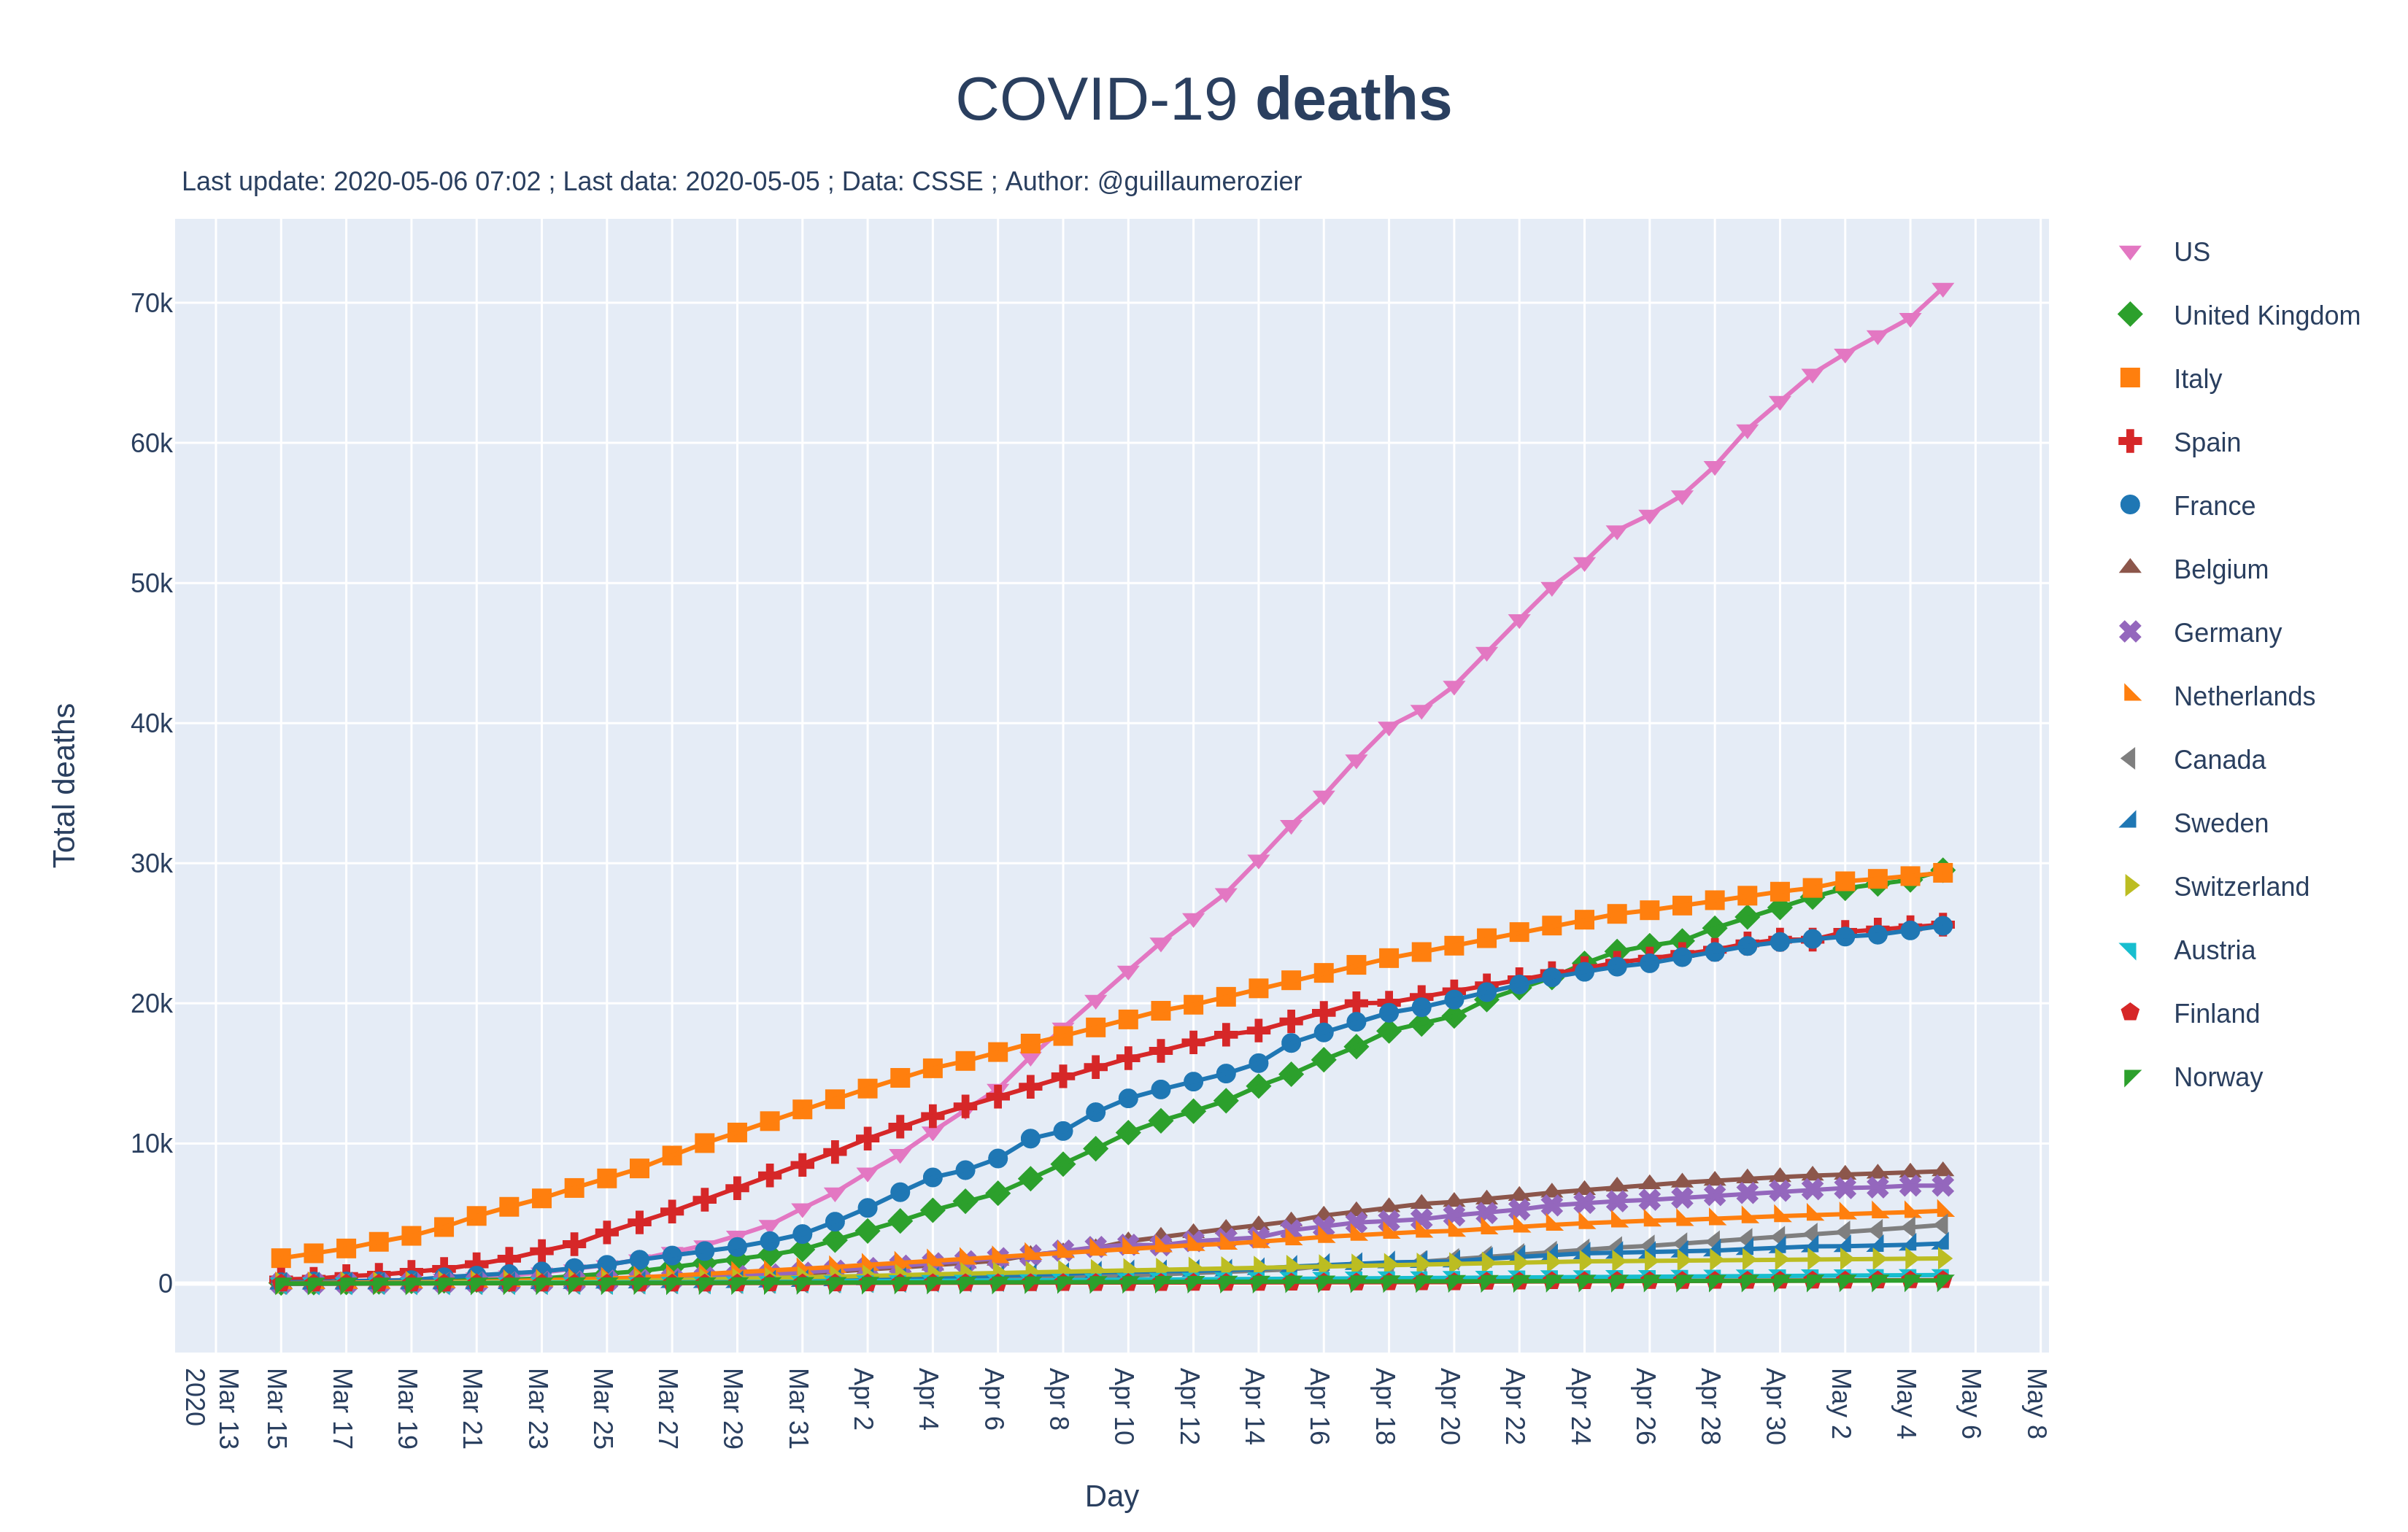 COVID-19 deaths
Last update: 2020-05-06 07:02 ; Last data: 2020-05-05 ; Data: CSSE ; Author: @guillaumerozier
US
United Kingdom
Italy
Spain
France
Belgium
Germany
Netherlands
Canada
Sweden
Switzerland
Austria
Finland
Norway
Total deaths
70k
60k
50k
40k
30k
20k
10k
0
Mar 13
2020
Mar 15
Mar 17
Mar 19
Mar 21
Mar 23
Mar 25
Mar 27
Mar 29
Mar 31
Apr 2
Apr 4
Apr 6
Apr 8
Apr 10
Apr 12
Apr 14
Apr 16
Apr 18
Apr 20
Apr 22
Apr 24
Apr 26
Apr 28
Apr 30
May 2
May 4
May 6
May 8
Day